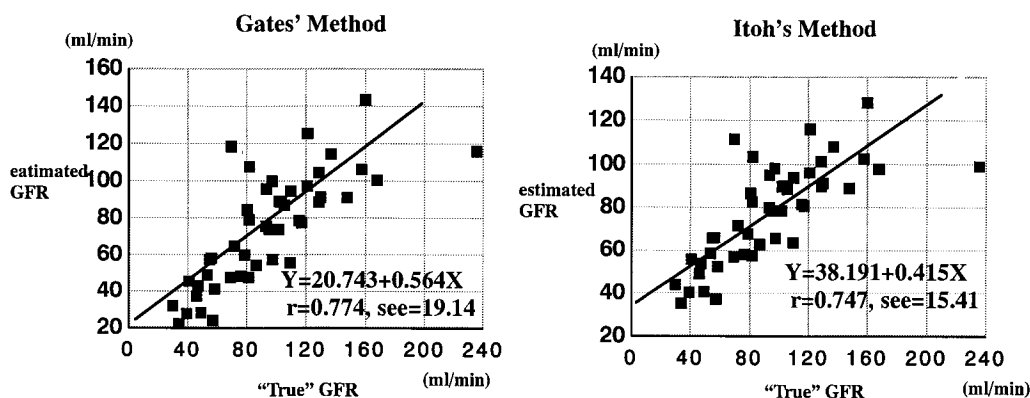 Gates' Method
(ml/min)
160
140
120
100
80
60
40
20
eatimated
GFR
Y=20.743+0.564X
r=0.774, see=19.14
0 40 80 120 160 200 240
"True" GFR
(ml/min)
Itoh's Method
(ml/min)
140
120
100
80
60
40
20
estimated
GFR
Y=38.191+0.415X
r=0.747, see=15.41
0 40 80 120 160 200 240
"True" GFR
(ml/min)